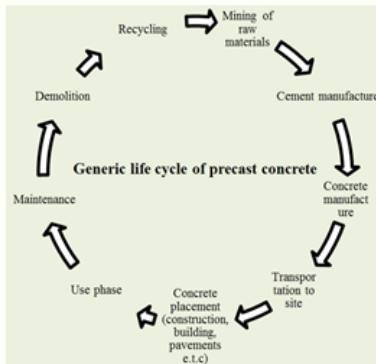 Recycling
Mining of
raw
materials
Cement manufacture
Concrete
manufact
ure
Transpor
tation to
site
Concrete
placement
(construction,
building,
pavements
e.t.c)
Use phase
Maintenance
Demolition
Generic life cycle of precast concrete